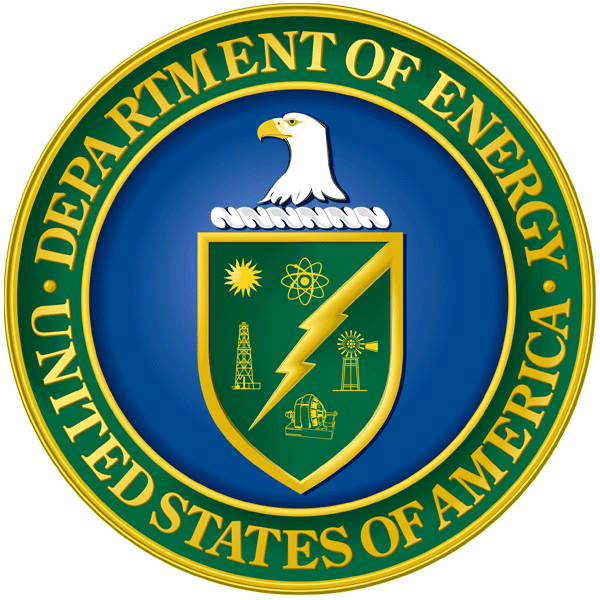 DEPARTMENT OF ENERGY
UNITED STATES OF AMERICA